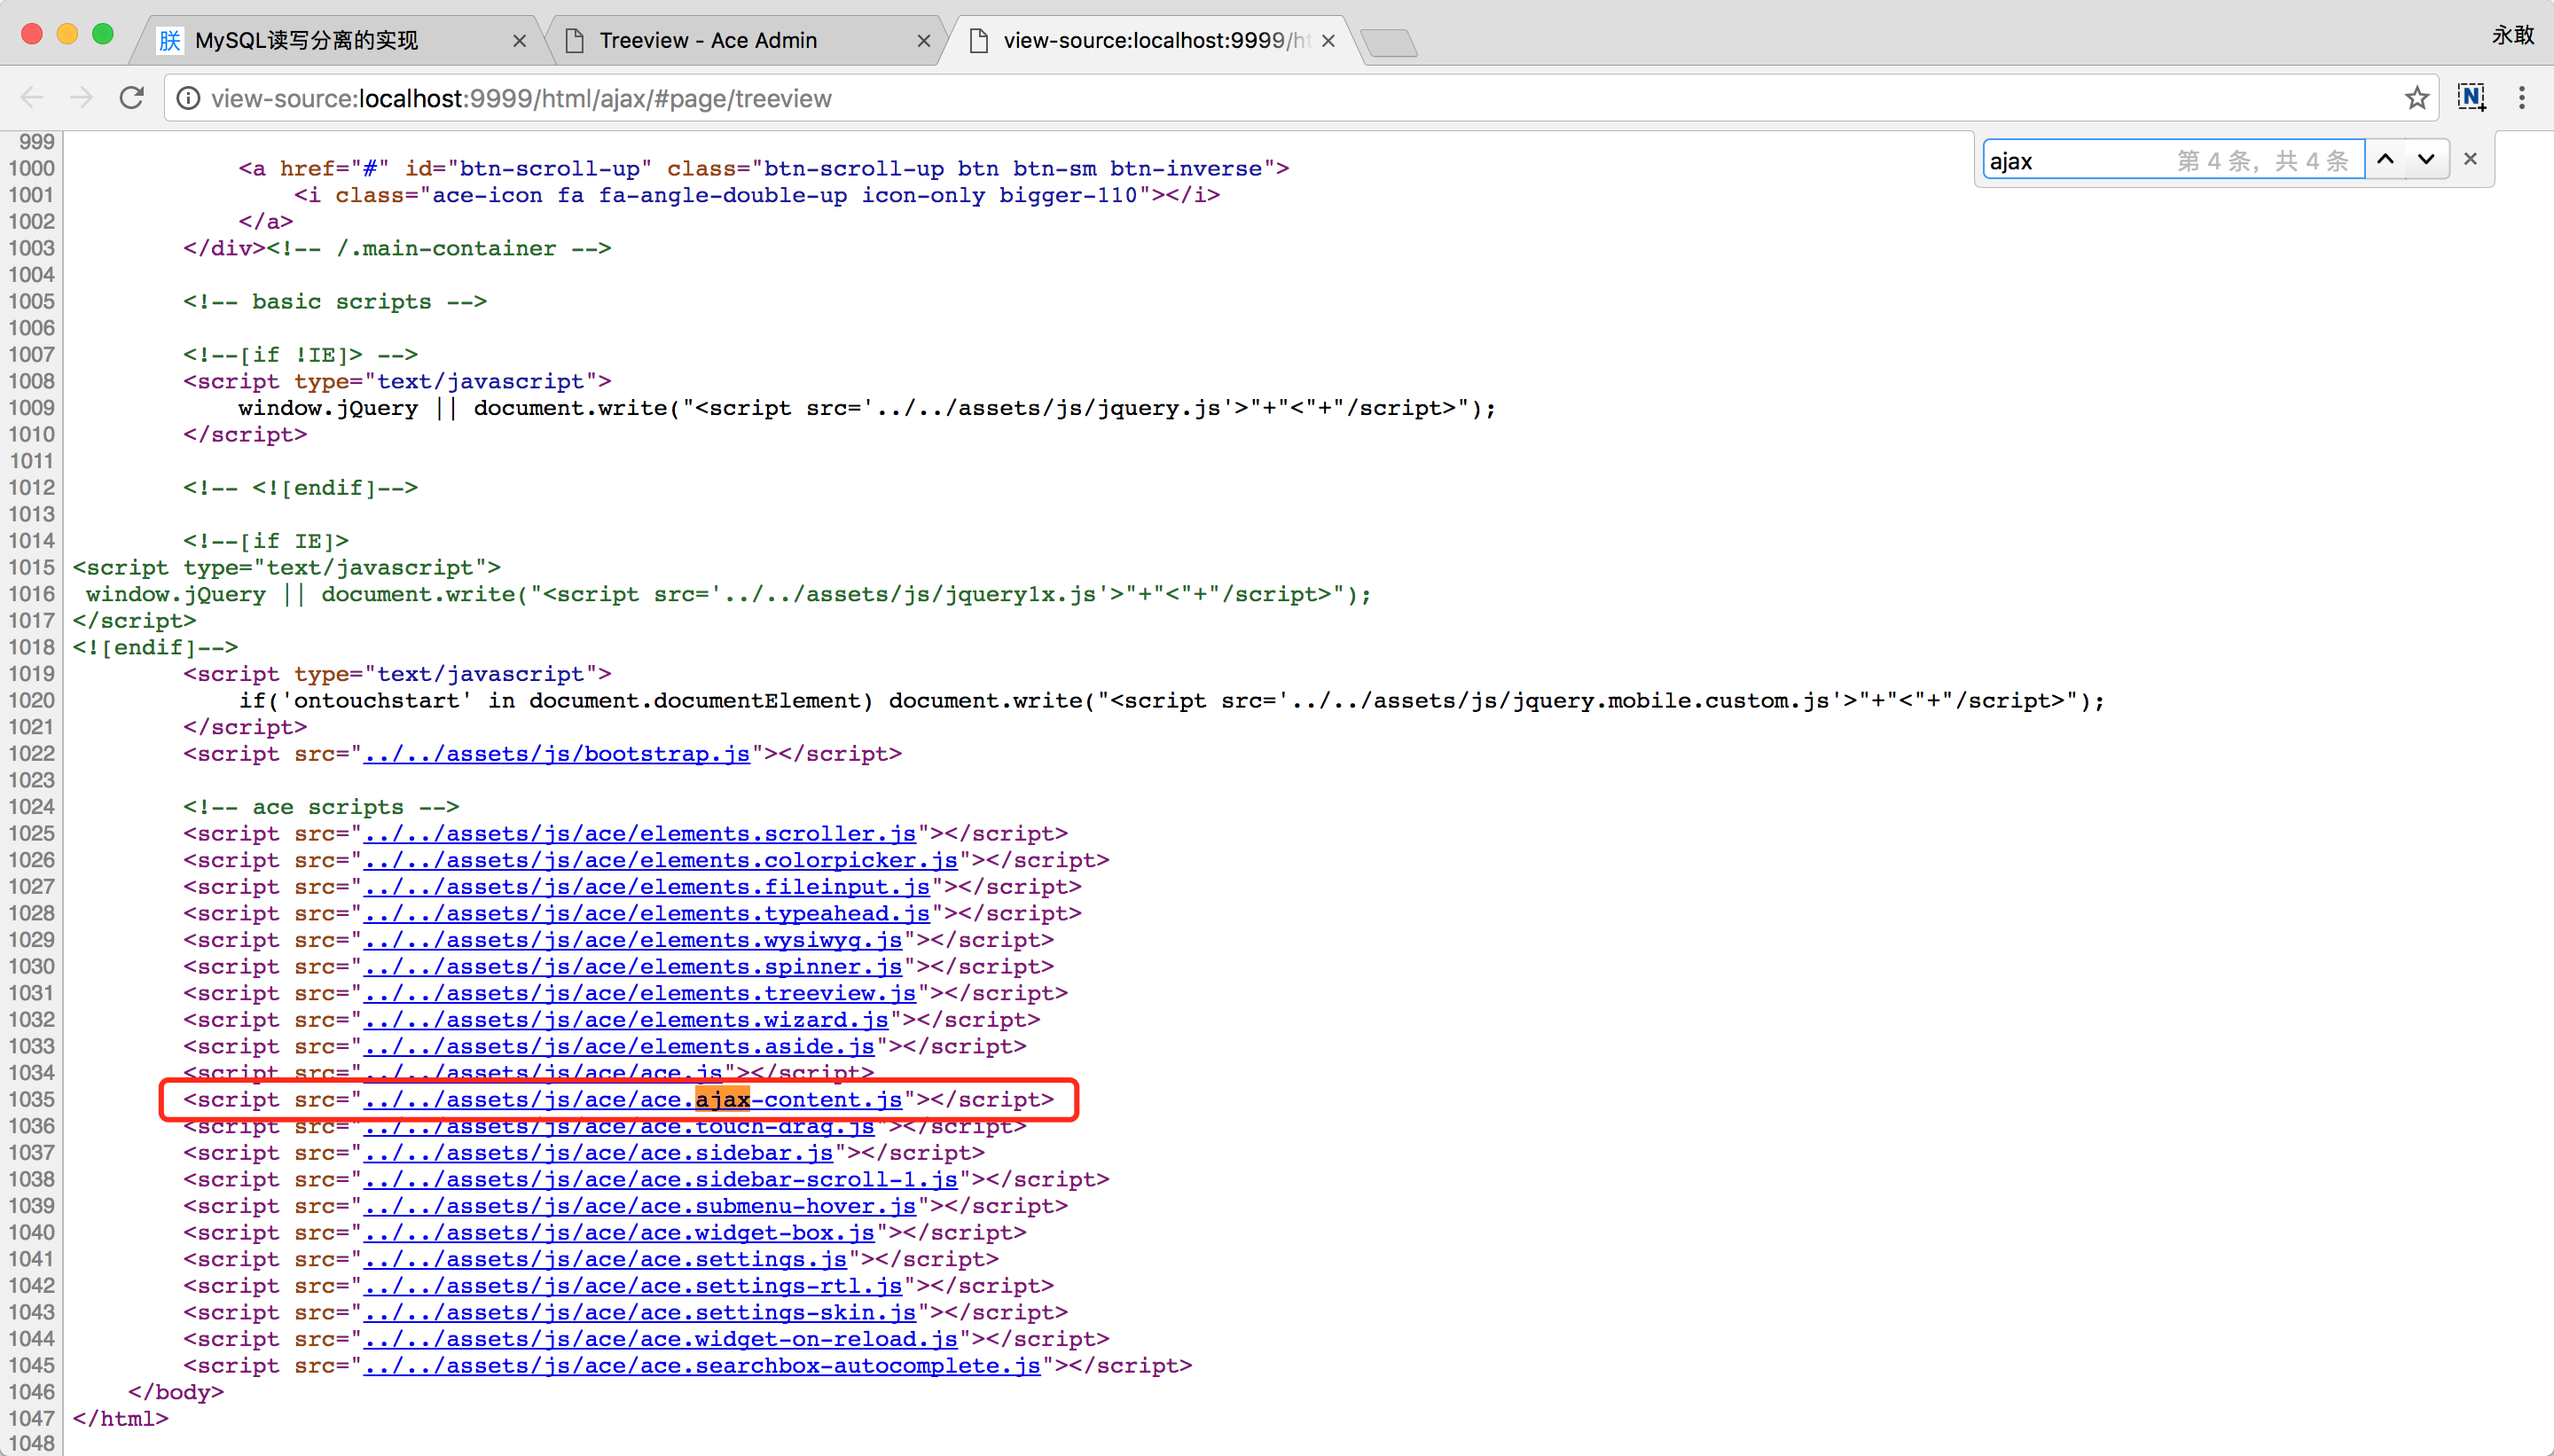 朕 MySQL读写分离的实现
Treeview - Ace Admin
view-source:localhost:9999/ht
永敢
view-source:localhost:9999/html/ajax/#page/treeview
N
ajax 第 4 条，共 4 条
999
1000 <a href="#" id="btn-scroll-up" class="btn-scroll-up btn btn-sm btn-inverse">
1001 <i class="ace-icon fa fa-angle-double-up icon-only bigger-110"></i>
1002 </a>
1003 </div><!-- /.main-container -->
1004
1005 <!-- basic scripts -->
1006
1007 <!--[if !IE]> -->
1008 <script type="text/javascript">
1009 window.jQuery || document.write("<script src='../../assets/js/jquery.js'>"+"<"+"/script>");
1010 </script>
1011
1012 <!-- <![endif]-->
1013
1014 <!--[if IE]>
1015 <script type="text/javascript">
1016 window.jQuery || document.write("<script src='../../assets/js/jquery1x.js'>"+"<"+"/script>");
1017 </script>
1018 <![endif]-->
1019 <script type="text/javascript">
1020 if('ontouchstart' in document.documentElement) document.write("<script src='../../assets/js/jquery.mobile.custom.js'>"+"<"+"/script>");
1021 </script>
1022 <script src="../../assets/js/bootstrap.js"></script>
1023
1024 <!-- ace scripts -->
1025 <script src="../../assets/js/ace/elements.scroller.js"></script>
1026 <script src="../../assets/js/ace/elements.colorpicker.js"></script>
1027 <script src="../../assets/js/ace/elements.fileinput.js"></script>
1028 <script src="../../assets/js/ace/elements.typeahead.js"></script>
1029 <script src="../../assets/js/ace/elements.wysiwyg.js"></script>
1030 <script src="../../assets/js/ace/elements.spinner.js"></script>
1031 <script src="../../assets/js/ace/elements.treeview.js"></script>
1032 <script src="../../assets/js/ace/elements.wizard.js"></script>
1033 <script src="../../assets/js/ace/elements.aside.js"></script>
1034 <script src="../../assets/js/ace/ace.js"></script>
1035 <script src="../../assets/js/ace/ace.ajax-content.js"></script>
1036 <script src="../../assets/js/ace/ace.touch-drag.js"></script>
1037 <script src="../../assets/js/ace/ace.sidebar.js"></script>
1038 <script src="../../assets/js/ace/ace.sidebar-scroll-1.js"></script>
1039 <script src="../../assets/js/ace/ace.submenu-hover.js"></script>
1040 <script src="../../assets/js/ace/ace.widget-box.js"></script>
1041 <script src="../../assets/js/ace/ace.settings.js"></script>
1042 <script src="../../assets/js/ace/ace.settings-rtl.js"></script>
1043 <script src="../../assets/js/ace/ace.settings-skin.js"></script>
1044 <script src="../../assets/js/ace/ace.widget-on-reload.js"></script>
1045 <script src="../../assets/js/ace/ace.searchbox-autocomplete.js"></script>
1046 </body>
1047 </html>
1048